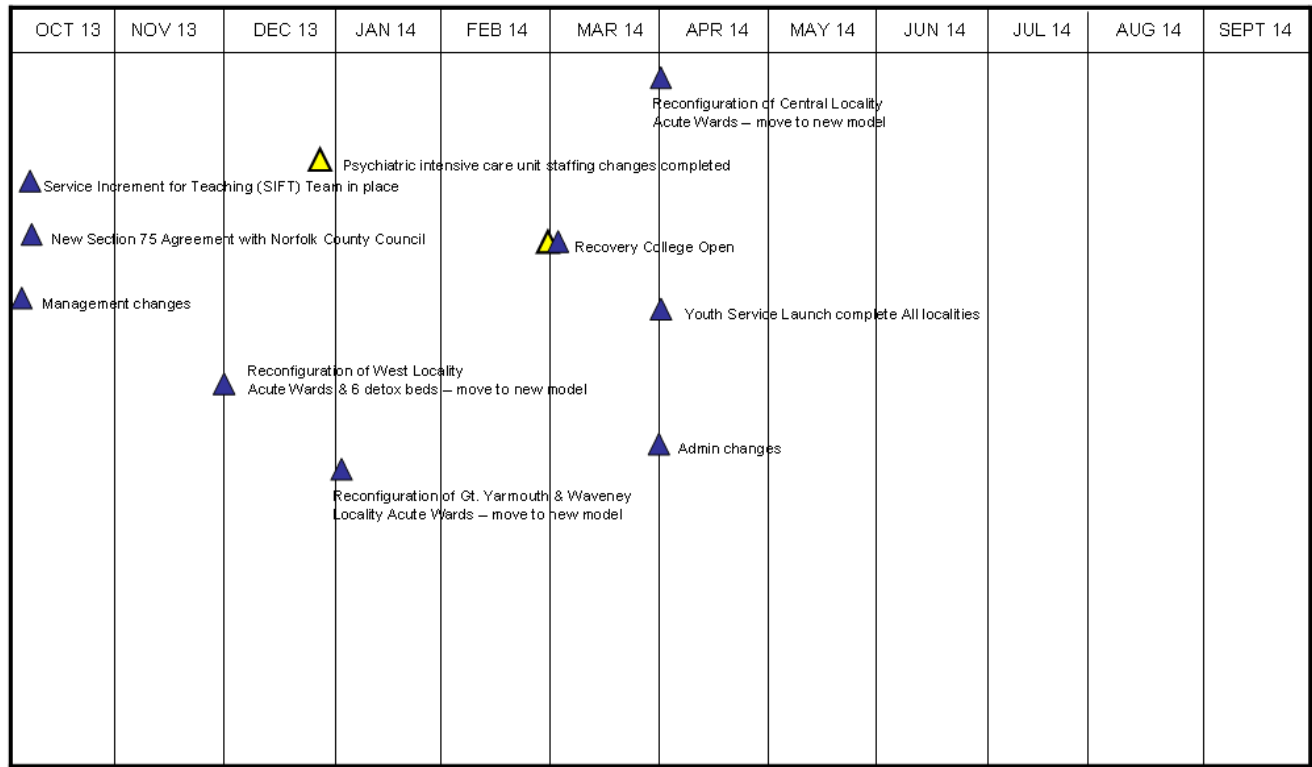 OCT 13 NOV 13 DEC 13 JAN 14 FEB 14 MAR 14 APR 14 MAY 14 JUN 14 JUL 14 AUG 14 SEPT 14
Reconfiguration of Central Locality
Acute Wards – move to new model
Psychiatric intensive care unit staffing changes completed
Service Increment for Teaching (SIFT) Team in place
New Section 75 Agreement with Norfolk County Council
Recovery College Open
Management changes
Youth Service Launch complete All localities
Reconfiguration of West Locality
Acute Wards & 6 detox beds – move to new model
Admin changes
Reconfiguration of Gt. Yarmouth & Waveney
Locality Acute Wards – move to new model